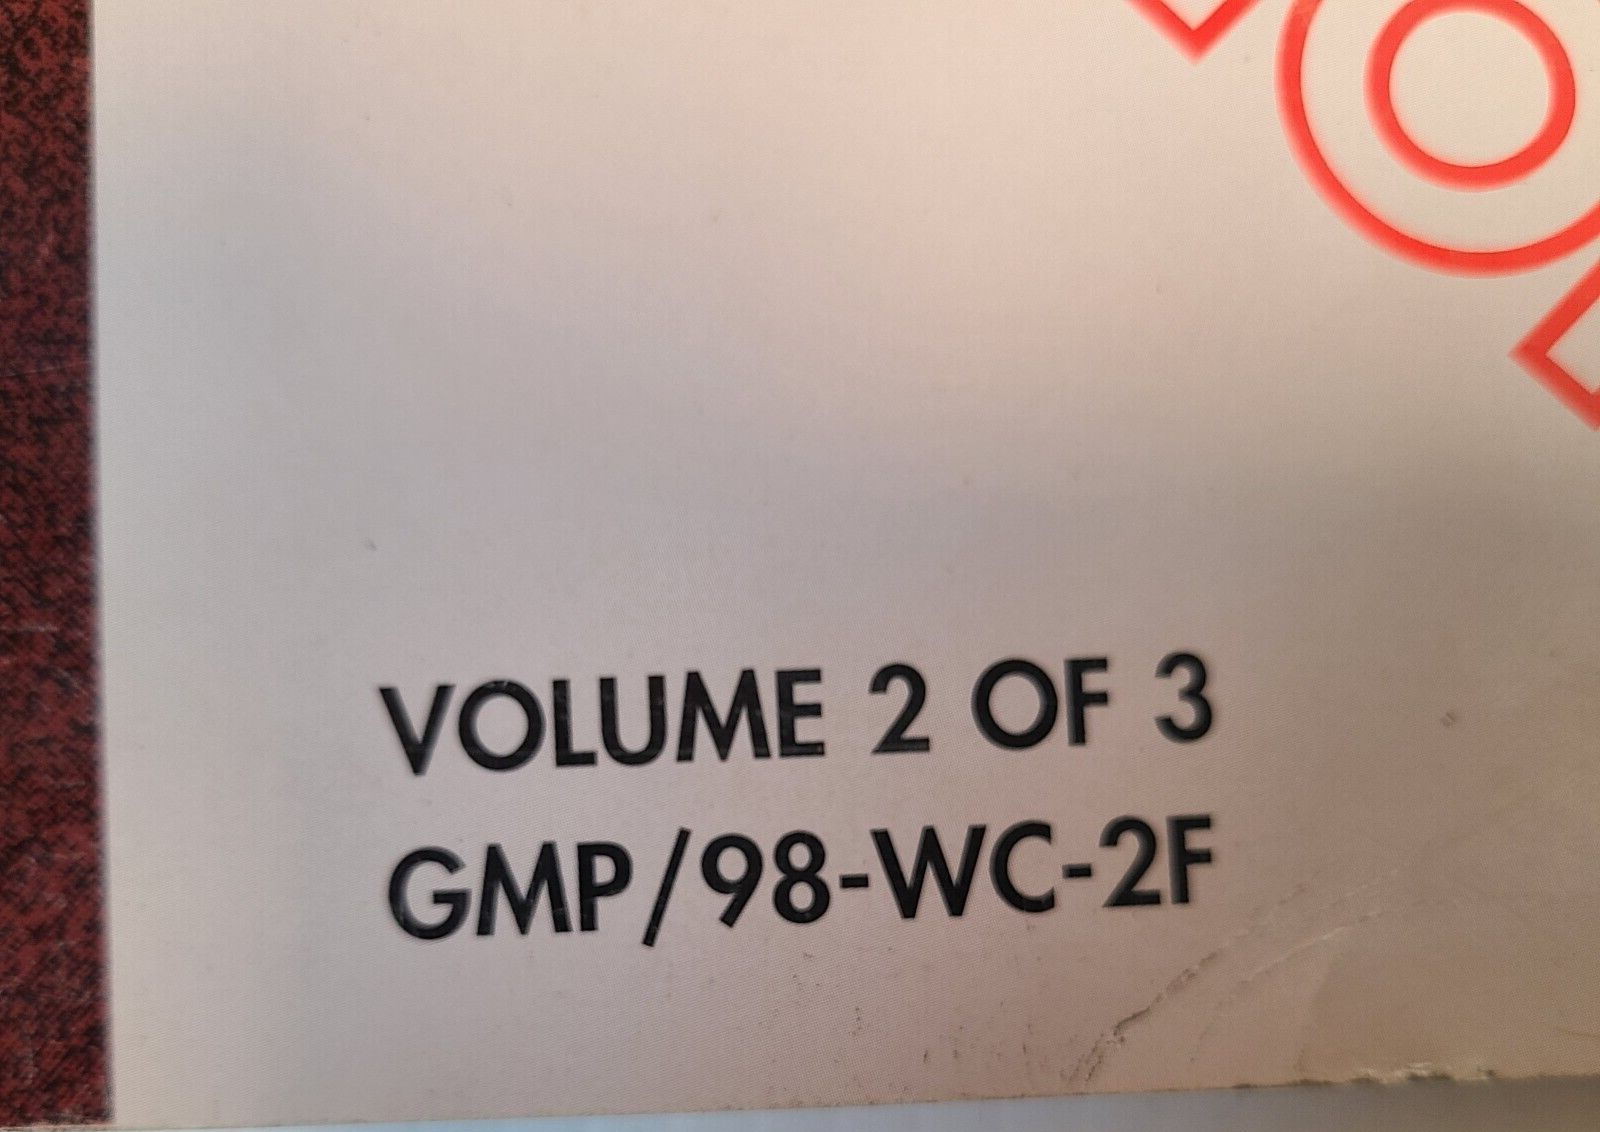 VOLUME 2 OF 3
GMP/98-WC-2F